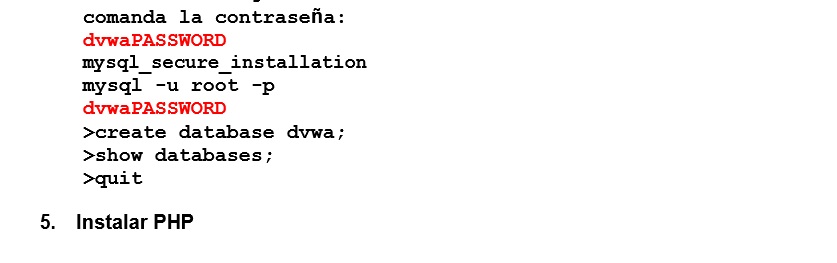 comanda la contraseña:
dvwaPASSWORD
mysql_secure_installation
mysql -u root -p
dvwaPASSWORD
>create database dvwa;
>show databases;
>quit
5. Instalar PHP